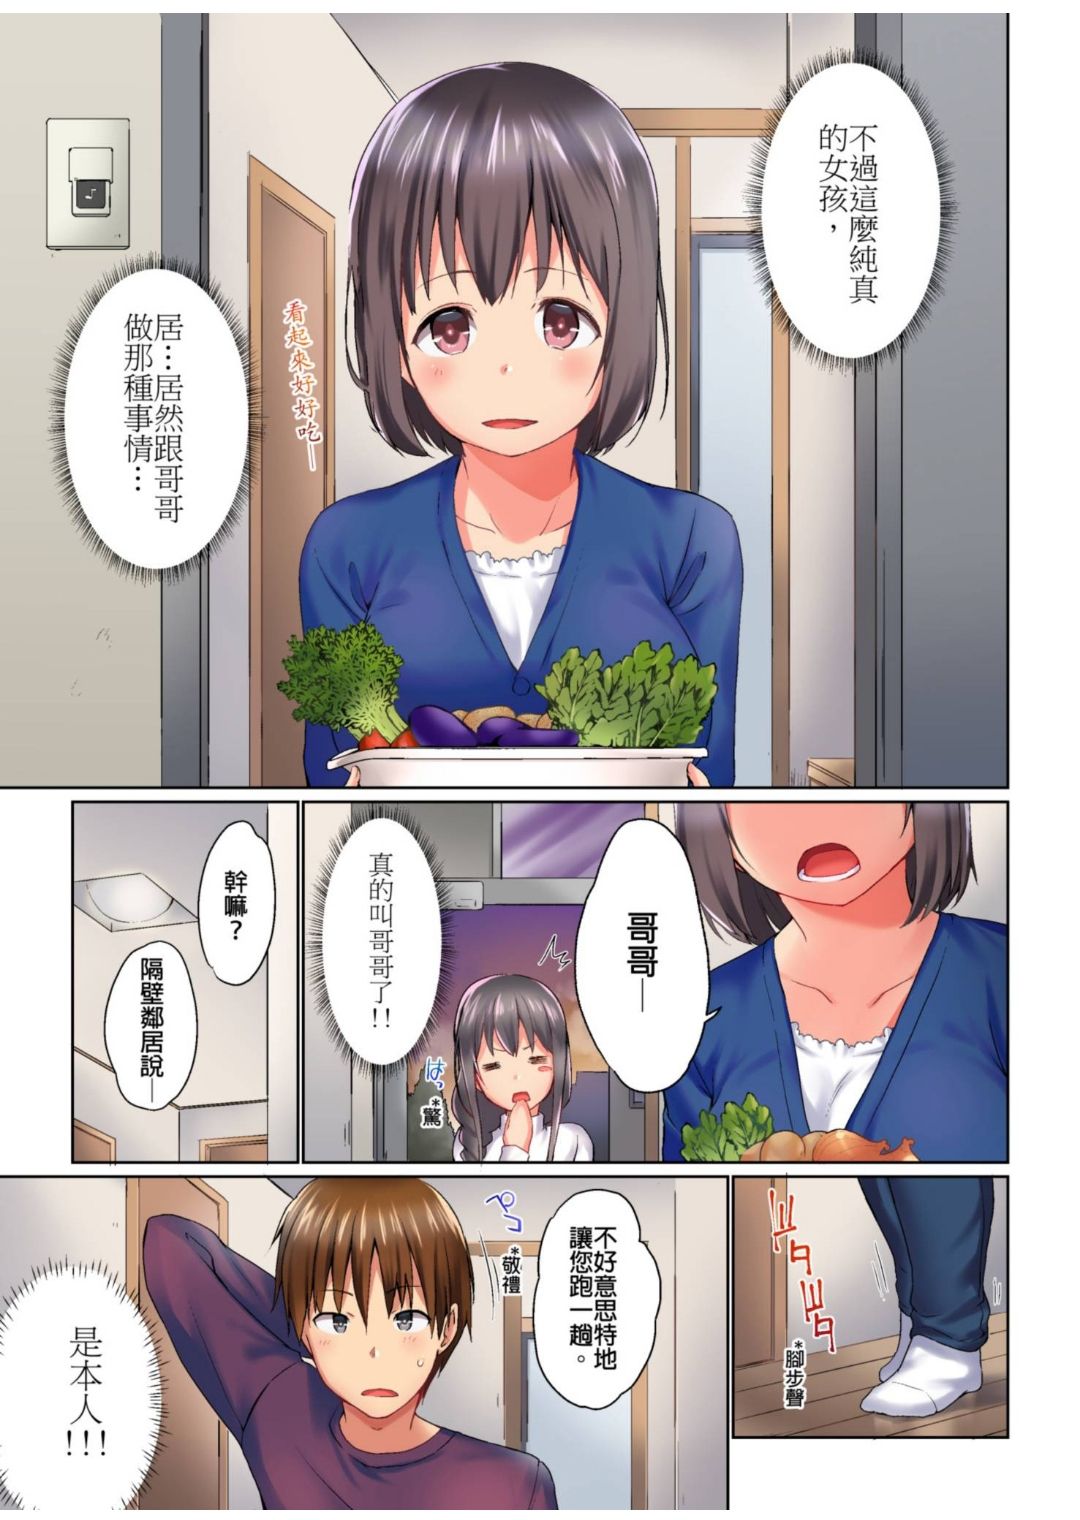 不過這麼純真
的女孩，
看起來好好吃—
居…居然跟哥哥
做那種事情…
哥哥—
真的叫哥哥了!!
はっ
*驚
幹嘛？
隔壁鄰居說—
*腳步聲
不好意思特地
讓您跑一趟。
ペコ
*敬禮
是本人!!!